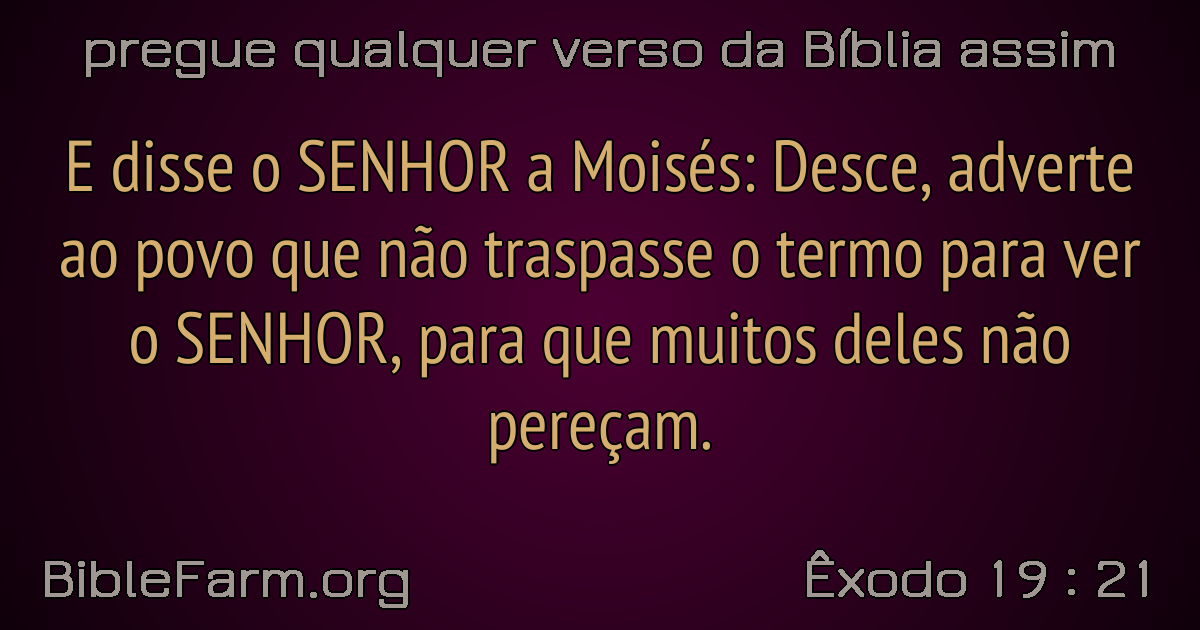 pregue qualquer verso da Bíblia assim
E disse o SENHOR a Moisés: Desce, adverte
ao povo que não traspasse o termo para ver
o SENHOR, para que muitos deles não
pereçam.
BibleFarm.org
Êxodo 19 : 21